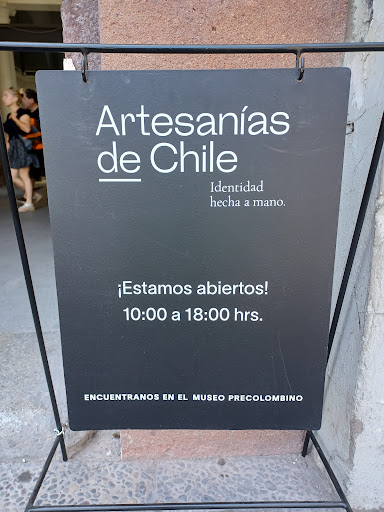 Artesanías
de Chile
Identidad
hecha a mano.
¡Estamos abiertos!
10:00 a 18:00 hrs.
ENCUENTRANOS EN EL MUSEO PRECOLOMBINO